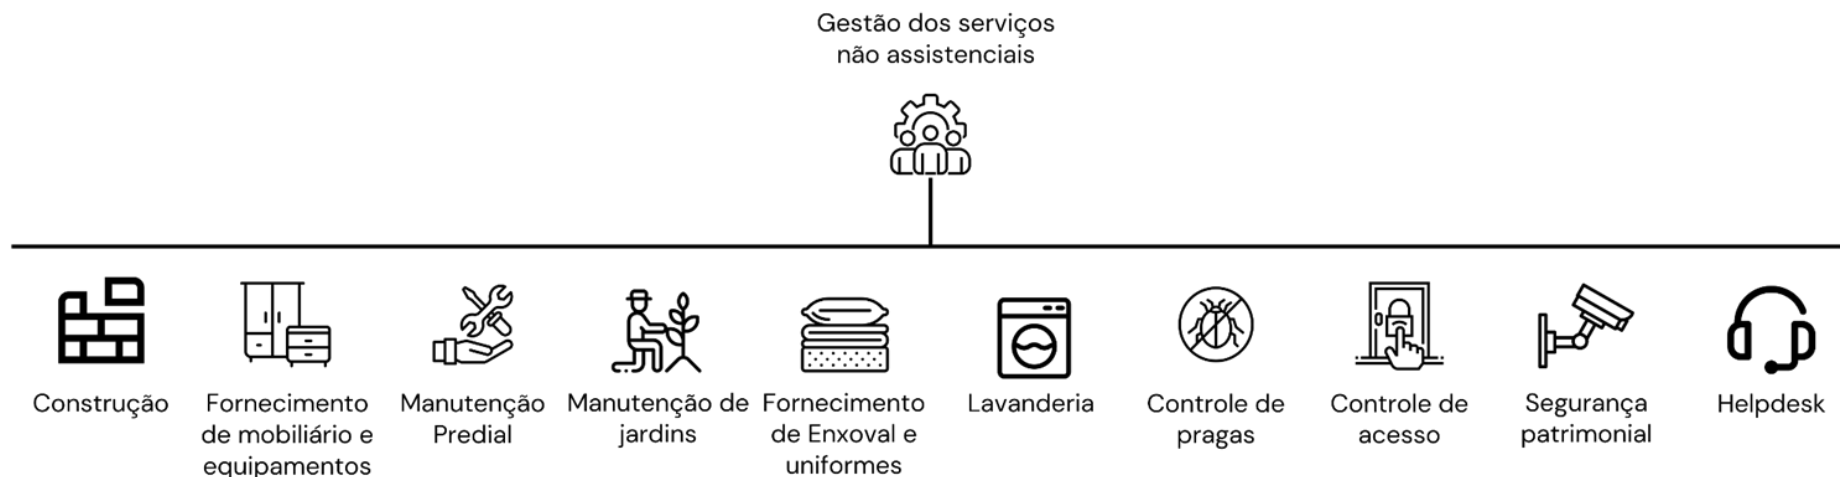 Gestão dos serviços
não assistenciais
Construção
Fornecimento
de mobiliário e
equipamentos
Manutenção
Predial
Manutenção de
jardins
Fornecimento
de Enxoval e
uniformes
Lavanderia
Controle de
pragas
Controle de
acesso
Segurança
patrimonial
Helpdesk